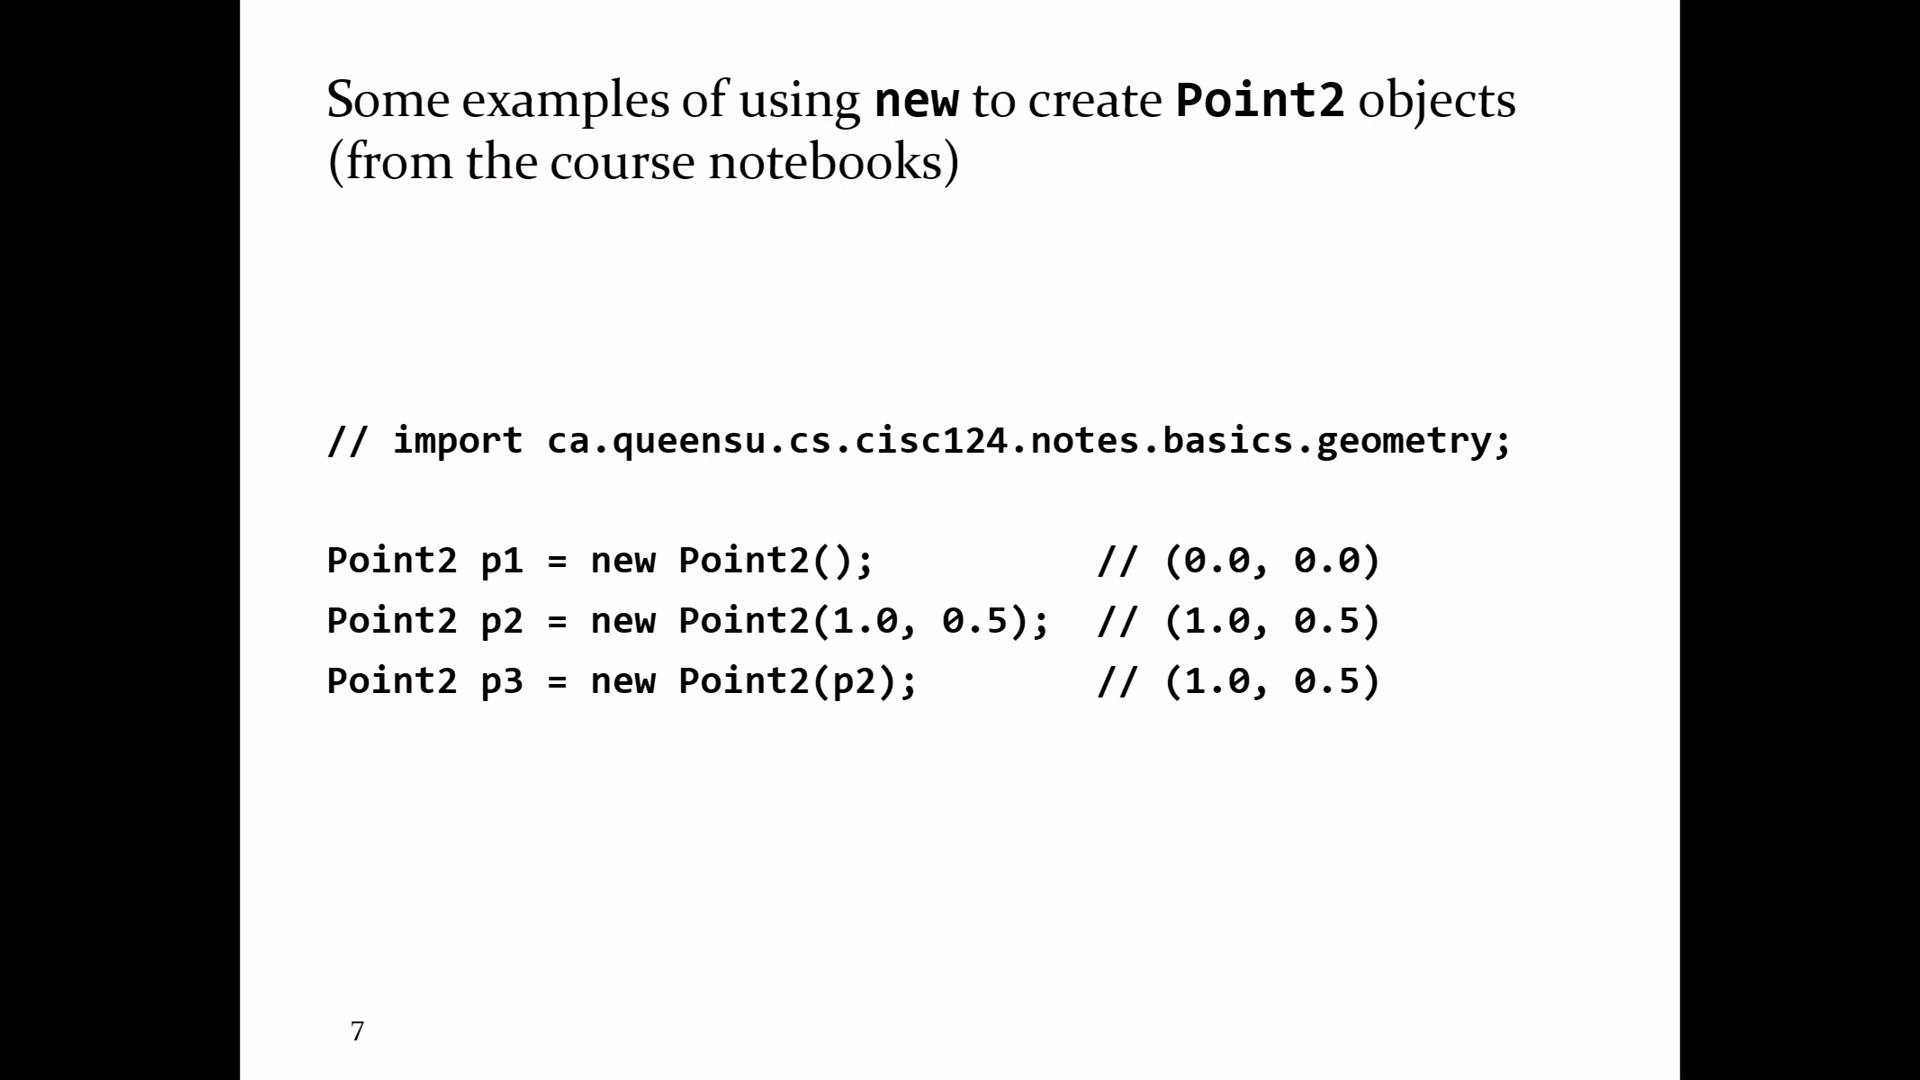 Some examples of using new to create Point2 objects
(from the course notebooks)
// import ca.queensu.cs.cisc124.notes.basics.geometry;
Point2 p1 = new Point2();          // (0.0, 0.0)
Point2 p2 = new Point2(1.0, 0.5);  // (1.0, 0.5)
Point2 p3 = new Point2(p2);        // (1.0, 0.5)
7